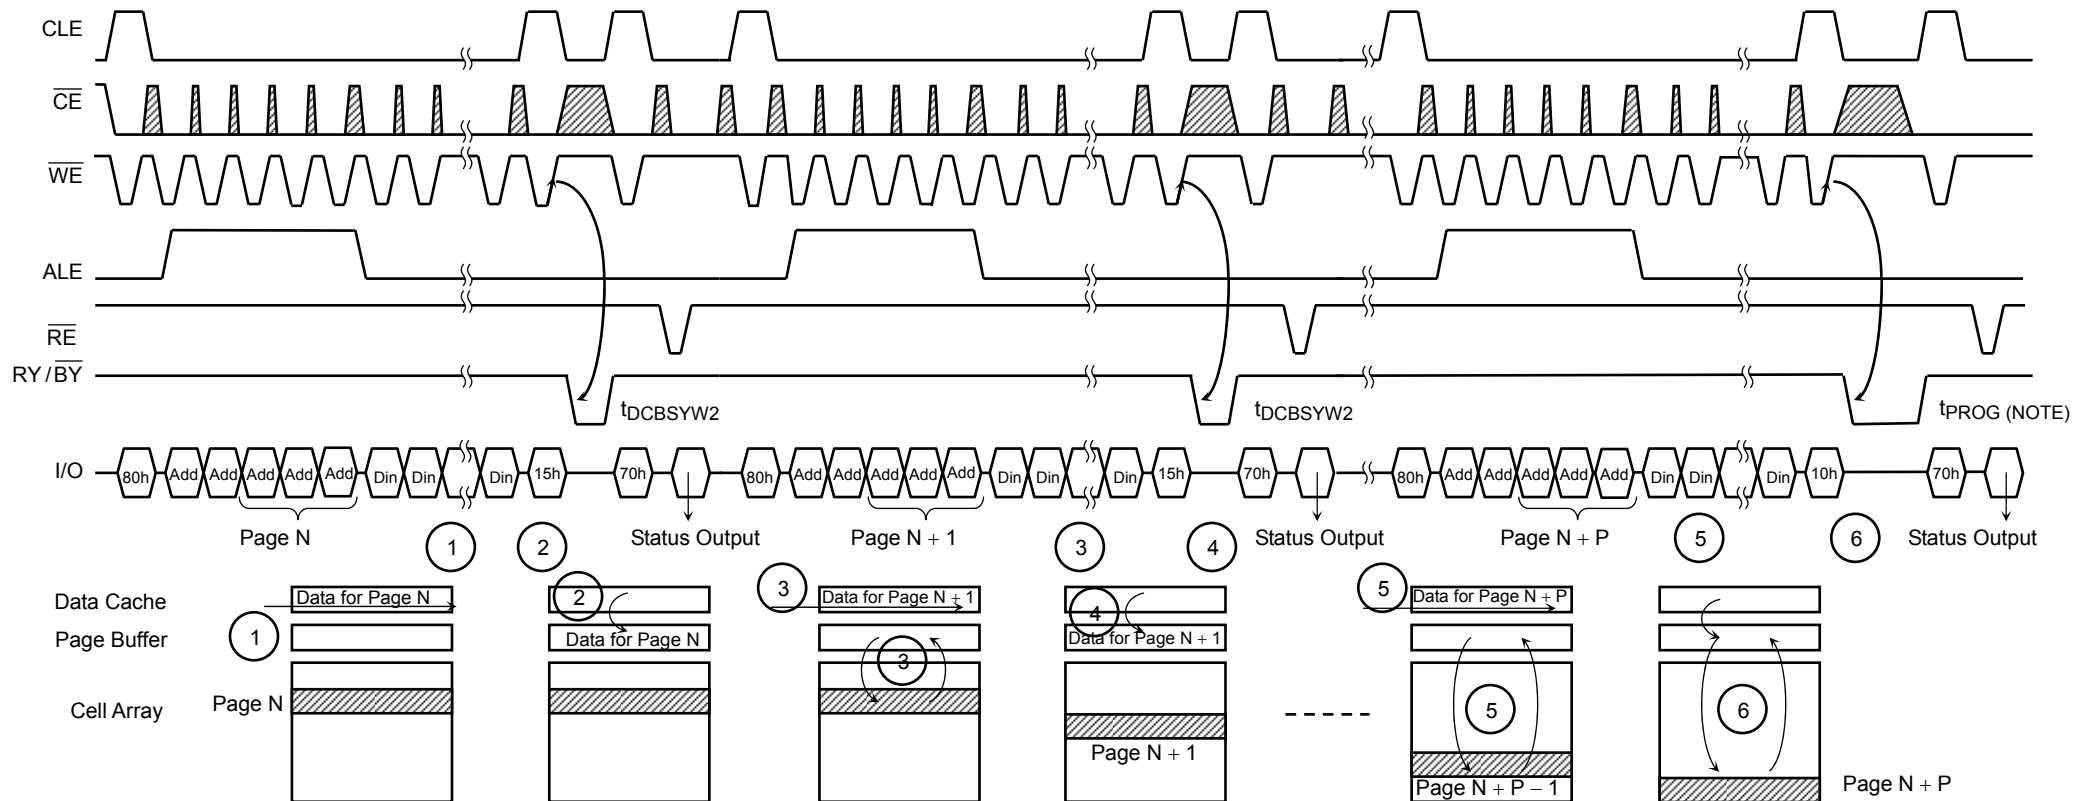 CLE
CE
WE
ALE
RE
RY/BY
tDCBSYW2 tDCBSYW2 tPROG (NOTE)
I/O 80h Add Add Add Add Add Din Din Din 15h 70h 80h Add Add Add Add Add Din Din Din 15h 70h 80h Add Add Add Add Add Din Din Din 10h 70h
Page N 1 2 Status Output Page N + 1 3 4 Status Output Page N + P 5 6 Status Output
Data Cache Data for Page N 2 3 Data for Page N + 1 4 5 Data for Page N + P
Page Buffer 1 Data for Page N 3 Data for Page N + 1
Cell Array Page N 5 6
Page N + 1
Page N + P − 1 Page N + P